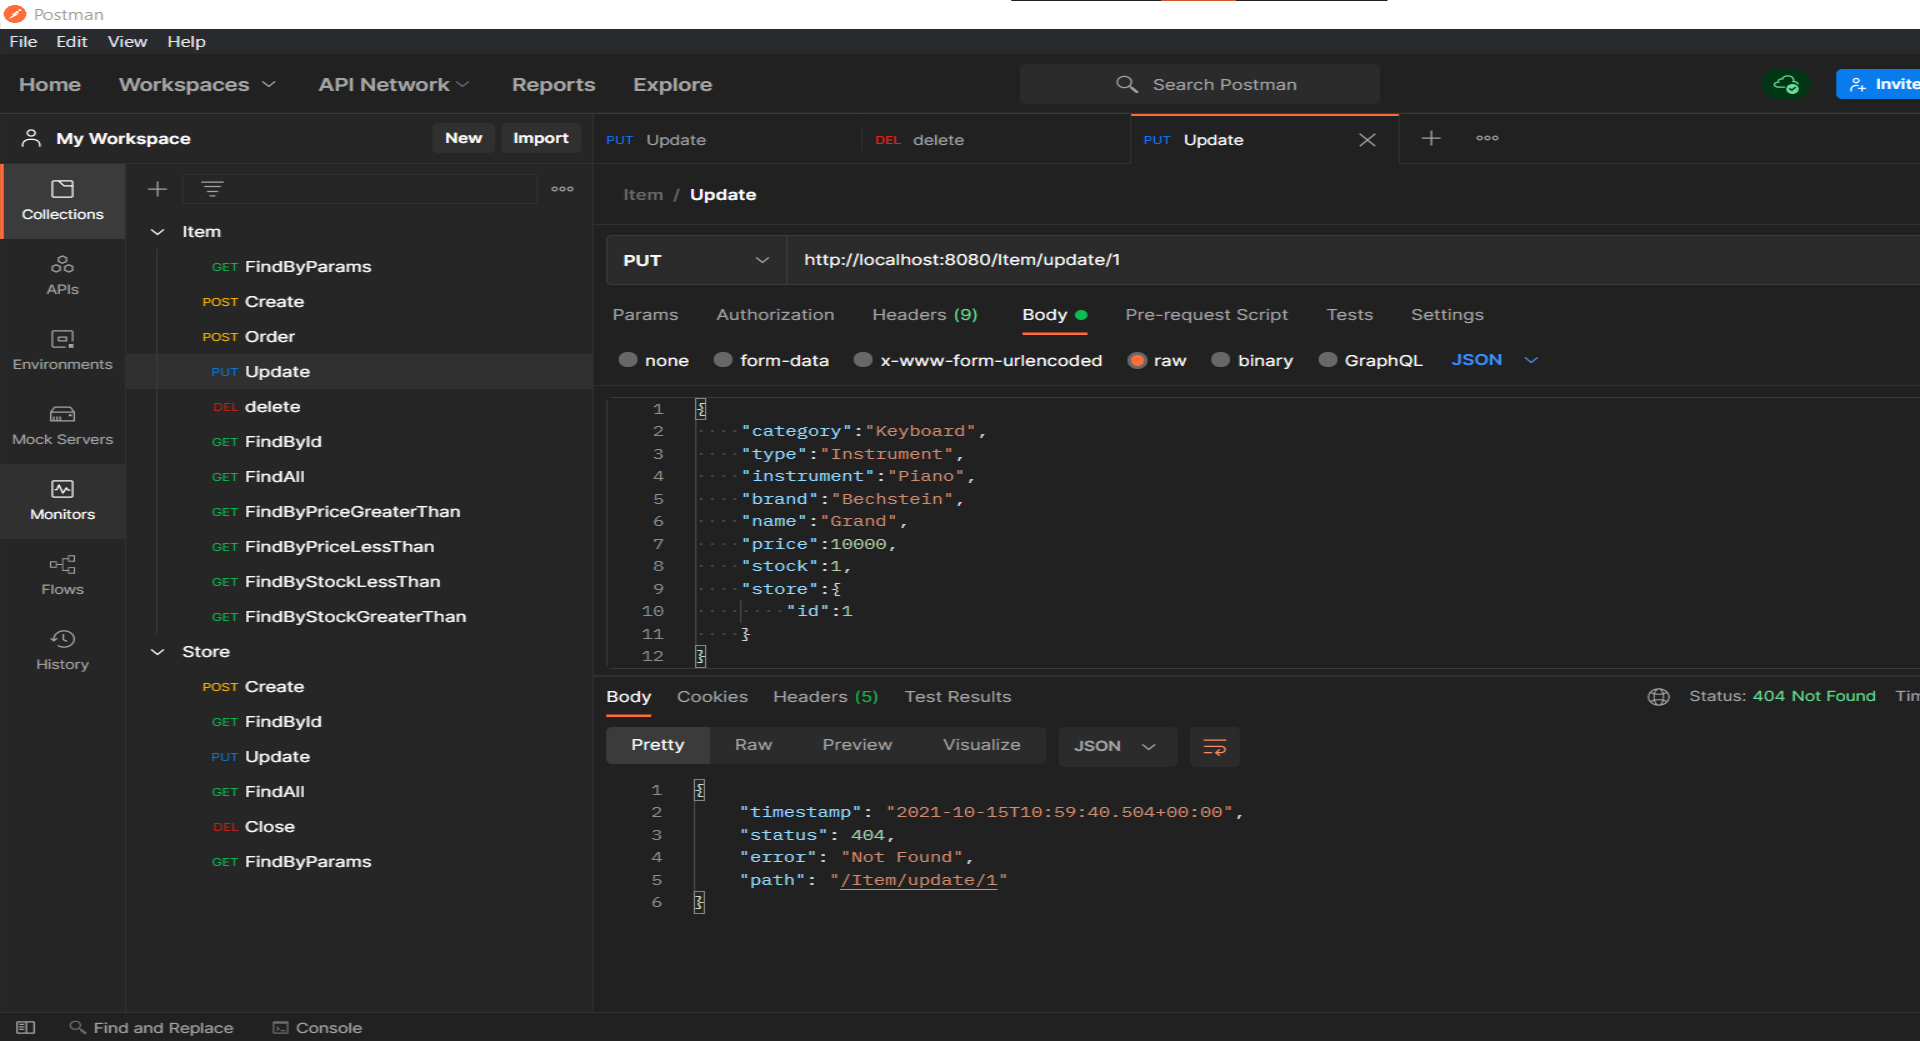 Postman
File Edit View Help
Home Workspaces API Network Reports Explore Search Postman Invite
My Workspace New Import
PUT Update DEL delete PUT Update
Collections
APIs
Environments
Mock Servers
Monitors
Flows
History
Item
GET FindByParams
POST Create
POST Order
PUT Update
DEL delete
GET FindById
GET FindAll
GET FindByPriceGreaterThan
GET FindByPriceLessThan
GET FindByStockLessThan
GET FindByStockGreaterThan
Store
POST Create
GET FindById
PUT Update
GET FindAll
DEL Close
GET FindByParams
Item / Update
PUT http://localhost:8080/Item/update/1
Params Authorization Headers (9) Body Pre-request Script Tests Settings
none form-data x-www-form-urlencoded raw binary GraphQL JSON
1 {
2 "category":"Keyboard",
3 "type":"Instrument",
4 "instrument":"Piano",
5 "brand":"Bechstein",
6 "name":"Grand",
7 "price":10000,
8 "stock":1,
9 "store":{
10 "id":1
11 }
12 }
Body Cookies Headers (5) Test Results Status: 404 Not Found Tim
Pretty Raw Preview Visualize JSON
1 {
2 "timestamp": "2021-10-15T10:59:40.504+00:00",
3 "status": 404,
4 "error": "Not Found",
5 "path": "/Item/update/1"
6 }
Find and Replace Console